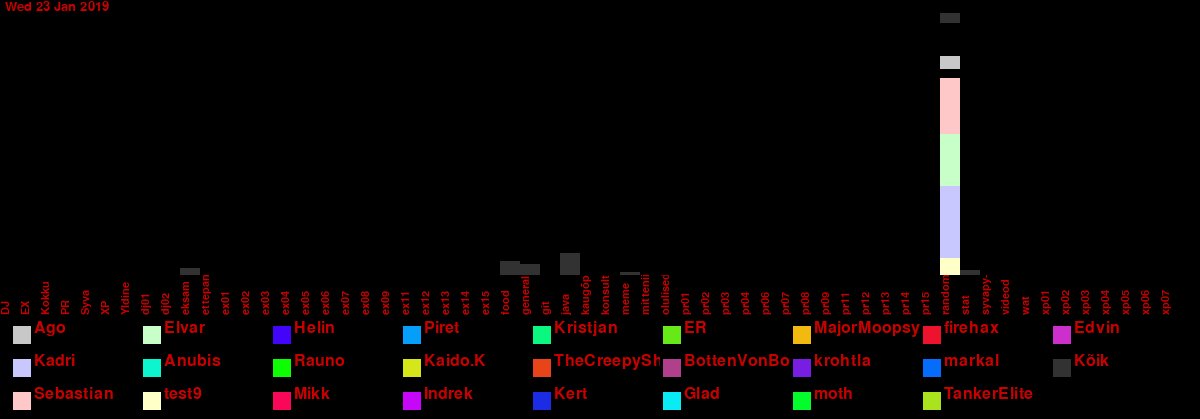 Wed 23 Jan 2019
DJ EX Kokku PR Syva XP Yldine dj01 dj02 eksam ettepan ex01 ex02 ex03 ex04 ex05 ex06 ex07 ex08 ex09 ex11 ex12 ex13 ex14 ex15 food general git java kaugõp konsult meme mittenii olulised pr01 pr02 pr03 pr04 pr06 pr07 pr08 pr09 pr11 pr12 pr13 pr14 pr15 random stat syvapy- videod wat xp01 xp02 xp03 xp04 xp05 xp06 xp07
Ago Elvar Helin Piret Kristjan ER MajorMoopsy firehax Edvin
Kadri Anubis Rauno Kaido.K TheCreepySh BottenVonBo krohtla markal Kõik
Sebastian test9 Mikk Indrek Kert Glad moth TankerElite